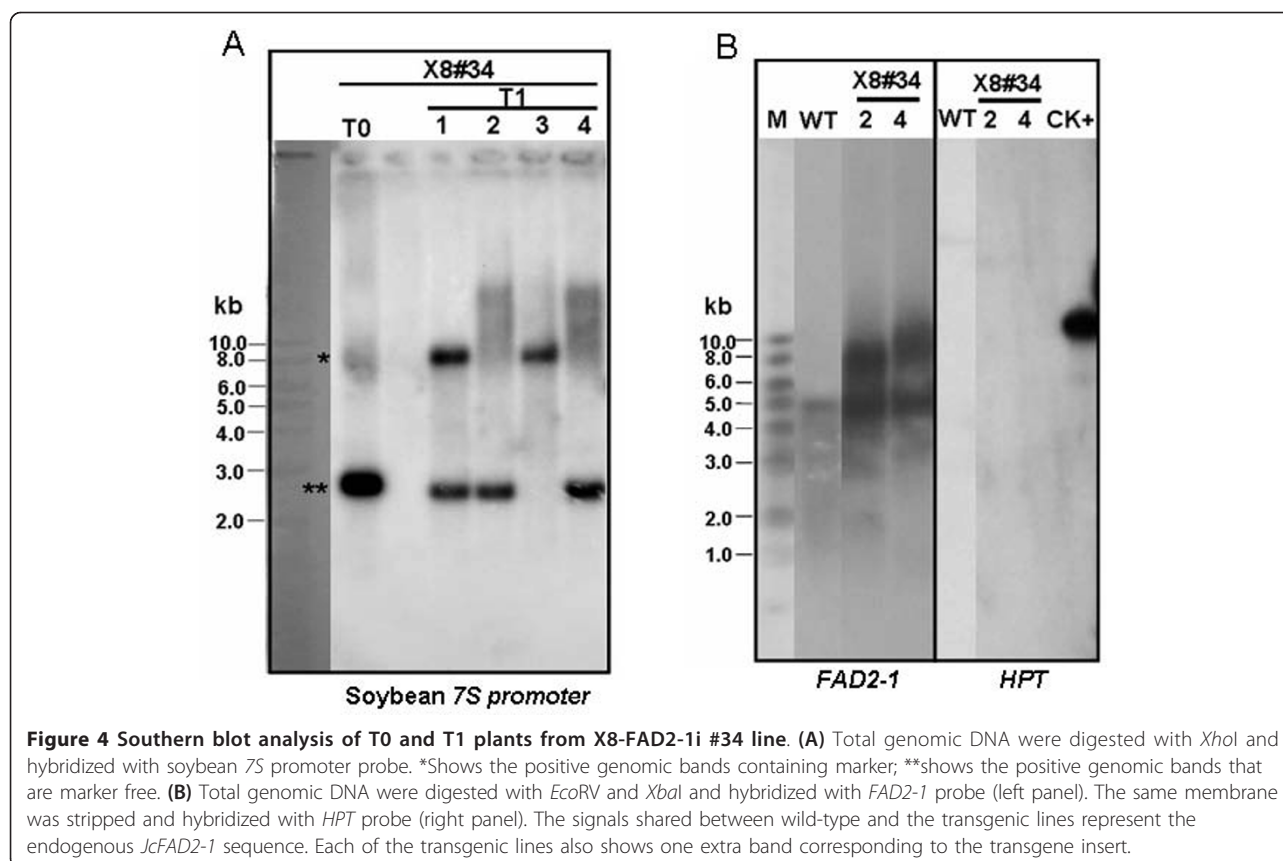 A
X8#34
T1
T0 1 2 3 4
kb
10.0
8.0
6.0
5.0
4.0
3.0
2.0
*
**
Soybean 7S promoter
B
X8#34 X8#34
M WT 2 4 WT 2 4 CK+
kb
10.0
8.0
6.0
5.0
4.0
3.0
2.0
1.0
FAD2-1 HPT
Figure 4 Southern blot analysis of T0 and T1 plants from X8-FAD2-1i #34 line. (A) Total genomic DNA were digested with XhoI and
hybridized with soybean 7S promoter probe. *Shows the positive genomic bands containing marker; **shows the positive genomic bands that
are marker free. (B) Total genomic DNA were digested with EcoRV and XbaI and hybridized with FAD2-1 probe (left panel). The same membrane
was stripped and hybridized with HPT probe (right panel). The signals shared between wild-type and the transgenic lines represent the
endogenous JcFAD2-1 sequence. Each of the transgenic lines also shows one extra band corresponding to the transgene insert.